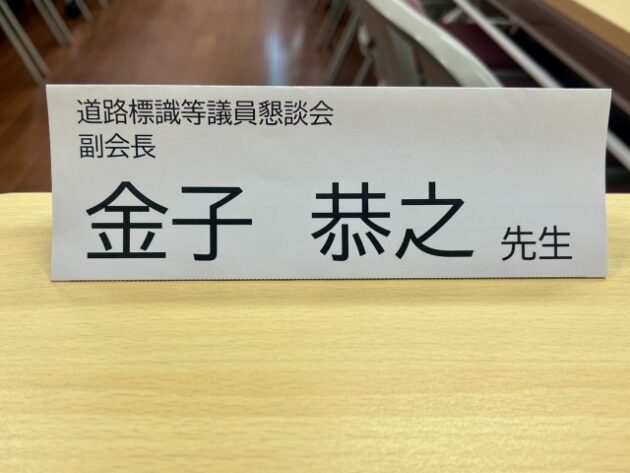 道路標識等議員懇談会
副会長
金子 恭之 先生